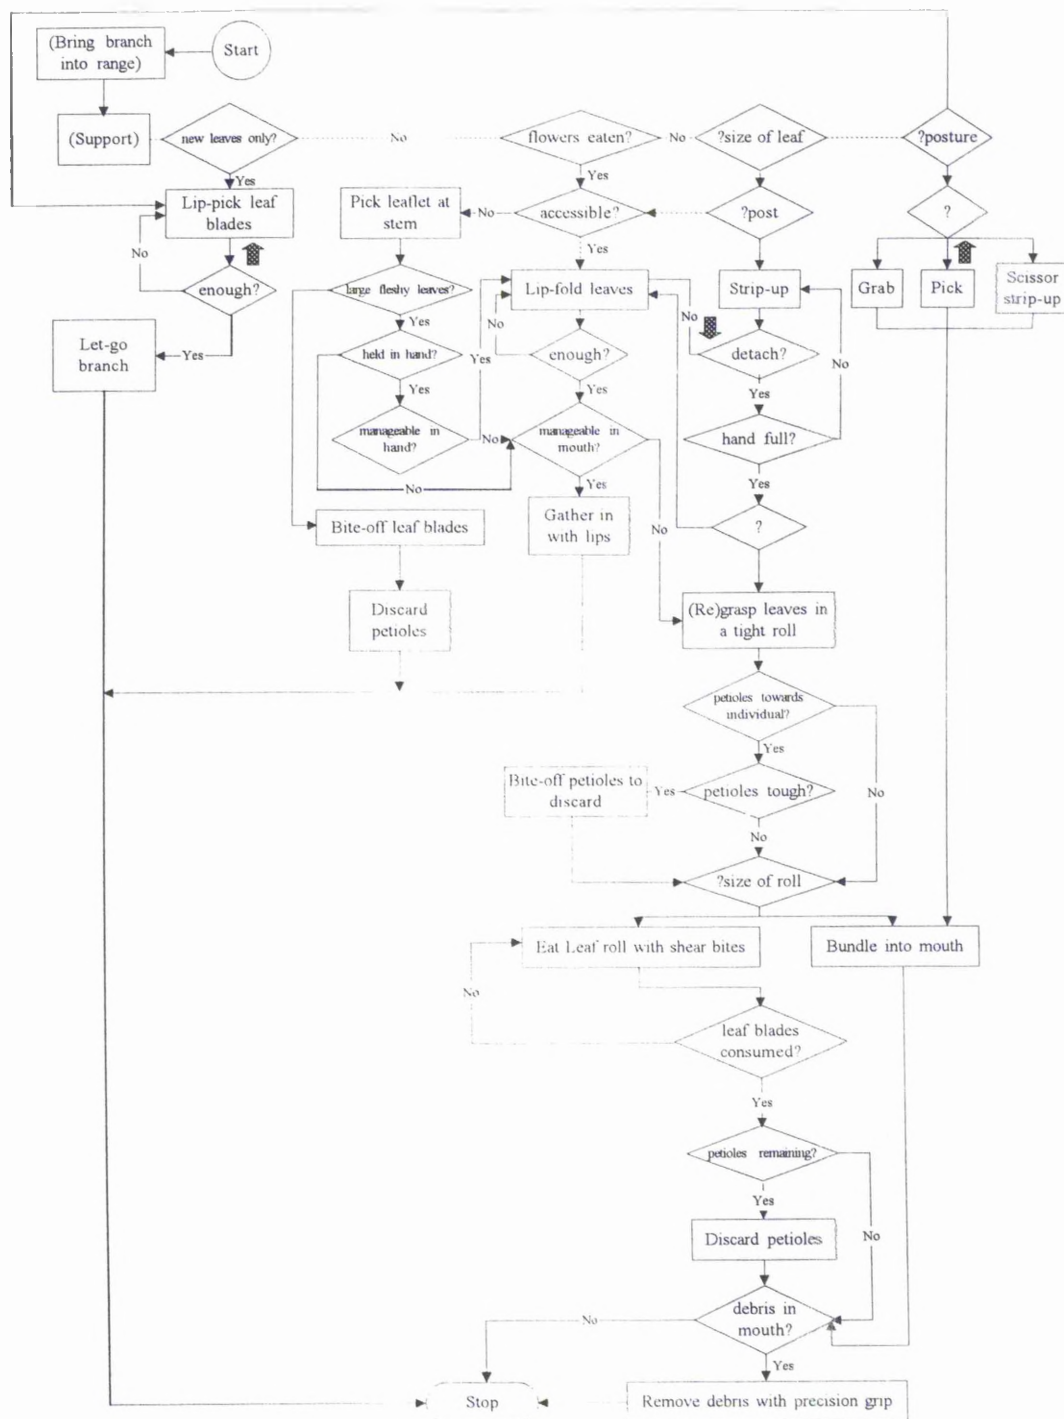 (Bring branch
into range)
Start
(Support)
new leaves only?
No
flowers eaten?
No
?size of leaf
?posture
Yes
Yes
Lip-pick leaf
blades
Pick leaflet at
stem
No
accessible?
?post
?
No
Yes
enough?
large fleshy leaves?
Lip-fold leaves
Strip-up
Grab
Pick
Scissor
strip-up
Yes
No
No
Let-go
branch
Yes
held in hand?
Yes
enough?
detach?
No
Yes
Yes
Yes
manageable in
hand?
No
manageable in
mouth?
hand full?
No
Yes
Yes
Bite-off leaf blades
Gather in
with lips
No
?
Discard
petioles
(Re)grasp leaves in
a tight roll
petioles towards
individual?
Yes
Bite-off petioles to
discard
Yes
petioles tough?
No
No
?size of roll
Eat Leaf roll with shear bites
Bundle into mouth
No
leaf blades
consumed?
Yes
petioles remaining?
Yes
Discard petioles
No
No
debris in
mouth?
Yes
Stop
Remove debris with precision grip